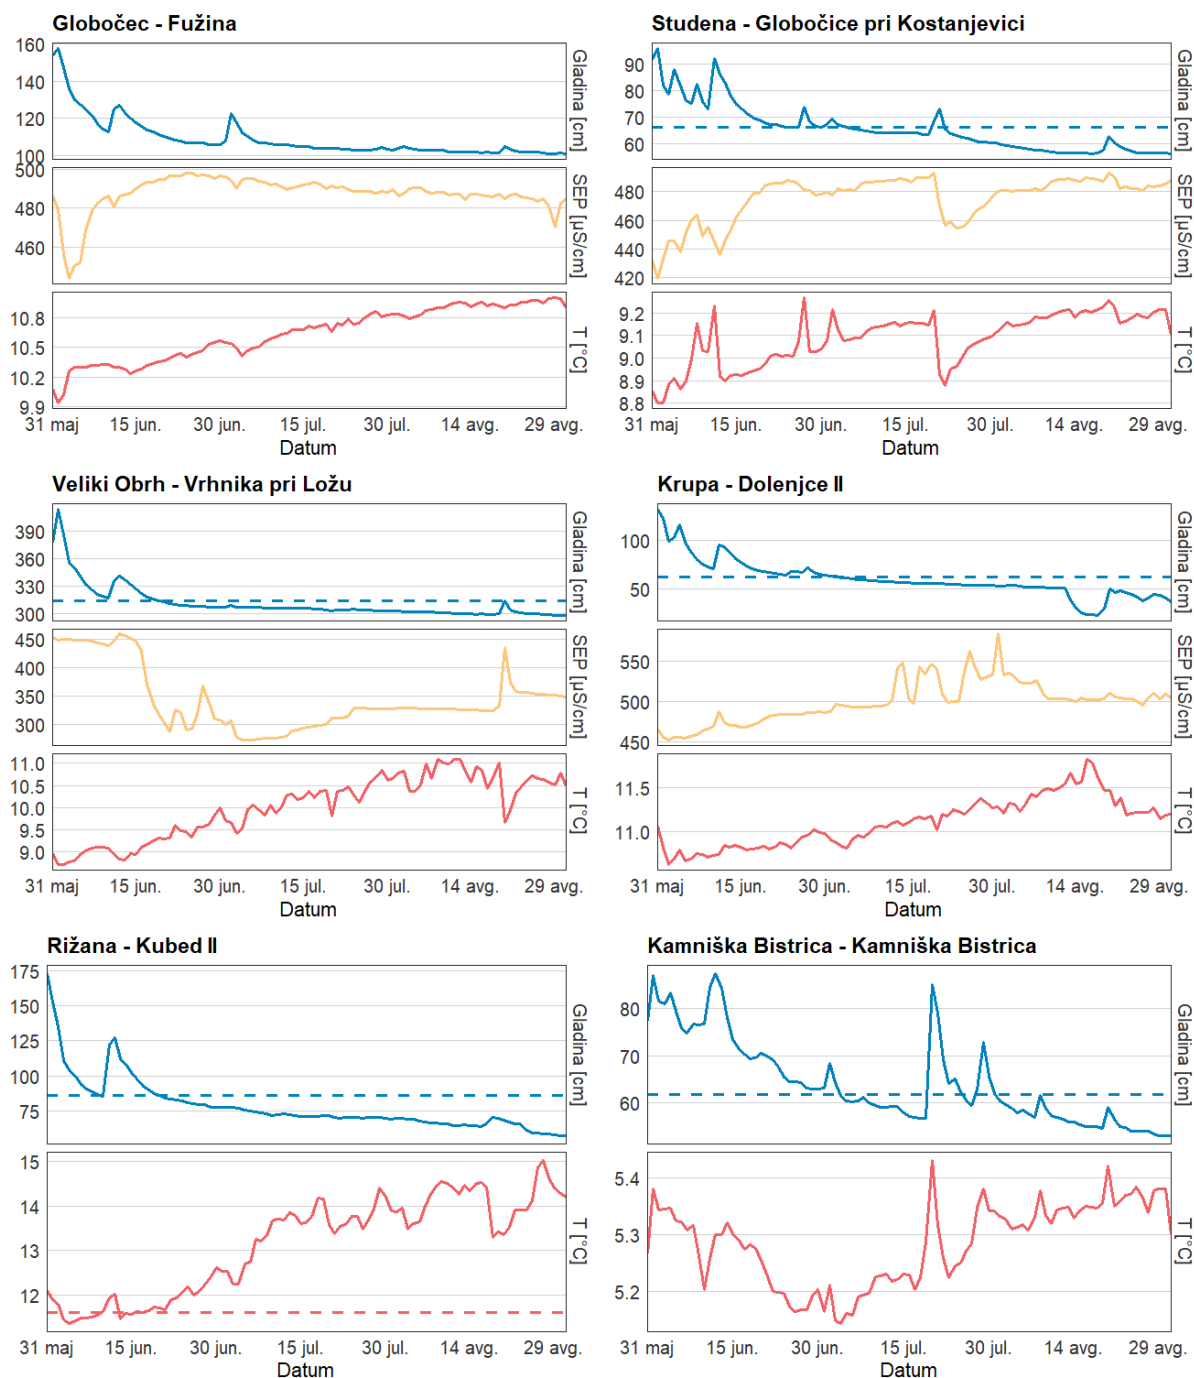 Globočec - Fužina
160
140
120
100
Gladina [cm]
500
480
460
SEP [µS/cm]
10.8
10.5
10.2
9.9
T [°C]
31 maj 15 jun. 30 jun. 15 jul. 30 jul. 14 avg. 29 avg.
Datum
Studena - Globočice pri Kostanjevici
90
80
70
60
Gladina [cm]
480
460
440
420
SEP [µS/cm]
9.2
9.1
9.0
8.9
8.8
T [°C]
31 maj 15 jun. 30 jun. 15 jul. 30 jul. 14 avg. 29 avg.
Datum
Veliki Obrh - Vrhnika pri Ložu
390
360
330
300
Gladina [cm]
450
400
350
300
SEP [µS/cm]
11.0
10.5
10.0
9.5
9.0
T [°C]
31 maj 15 jun. 30 jun. 15 jul. 30 jul. 14 avg. 29 avg.
Datum
Krupa - Dolenjce II
100
50
Gladina [cm]
550
500
450
SEP [µS/cm]
11.5
11.0
T [°C]
31 maj 15 jun. 30 jun. 15 jul. 30 jul. 14 avg. 29 avg.
Datum
Rižana - Kubed II
175
150
125
100
75
Gladina [cm]
15
14
13
12
T [°C]
31 maj 15 jun. 30 jun. 15 jul. 30 jul. 14 avg. 29 avg.
Datum
Kamniška Bistrica - Kamniška Bistrica
80
70
60
Gladina [cm]
5.4
5.3
5.2
T [°C]
31 maj 15 jun. 30 jun. 15 jul. 30 jul. 14 avg. 29 avg.
Datum